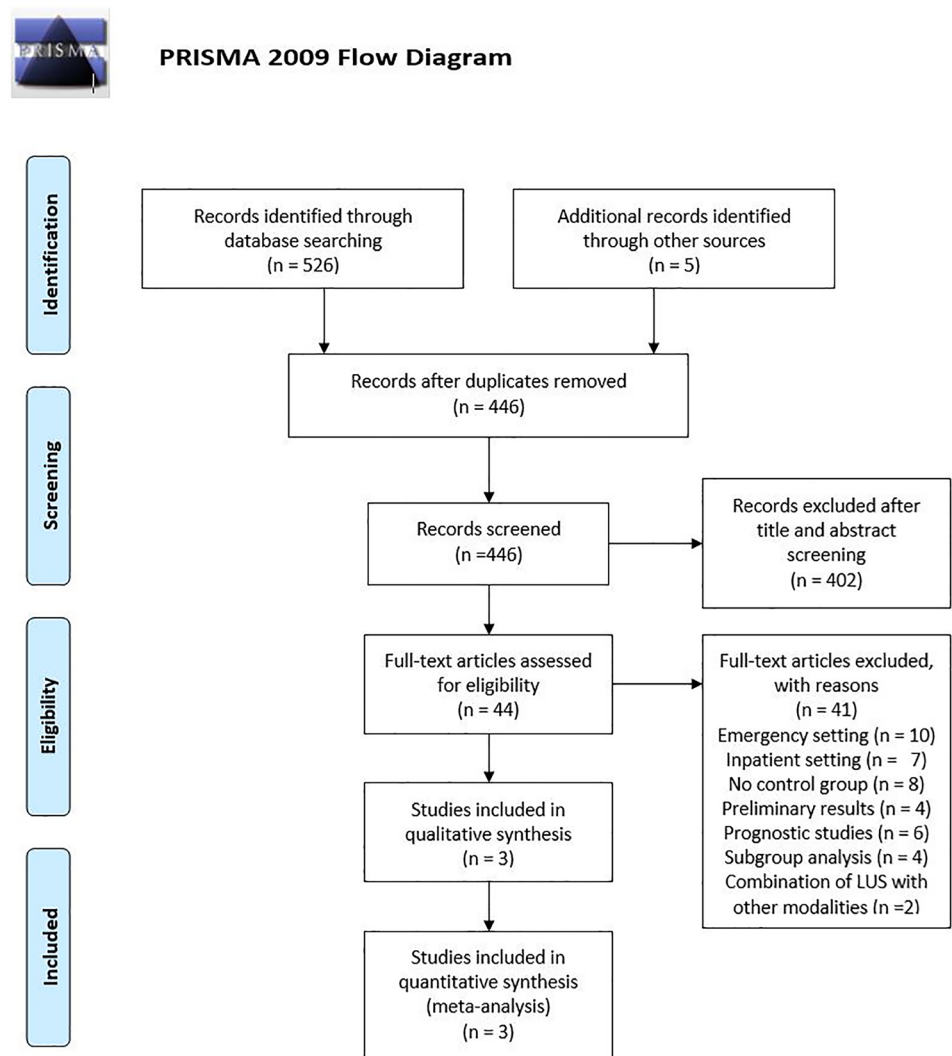 PRISMA
PRISMA 2009 Flow Diagram
Identification
Records identified through
database searching
(n = 526)
Additional records identified
through other sources
(n = 5)
Records after duplicates removed
(n = 446)
Screening
Records screened
(n =446)
Records excluded after
title and abstract
screening
(n = 402)
Eligibility
Full-text articles assessed
for eligibility
(n = 44)
Full-text articles excluded,
with reasons
(n = 41)
Emergency setting (n = 10)
Inpatient setting (n =   7)
No control group (n = 8)
Preliminary results (n = 4)
Prognostic studies (n = 6)
Subgroup analysis (n = 4)
Combination of LUS with
other modalities (n =2)
Studies included in
qualitative synthesis
(n = 3)
Included
Studies included in
quantitative synthesis
(meta-analysis)
(n = 3)